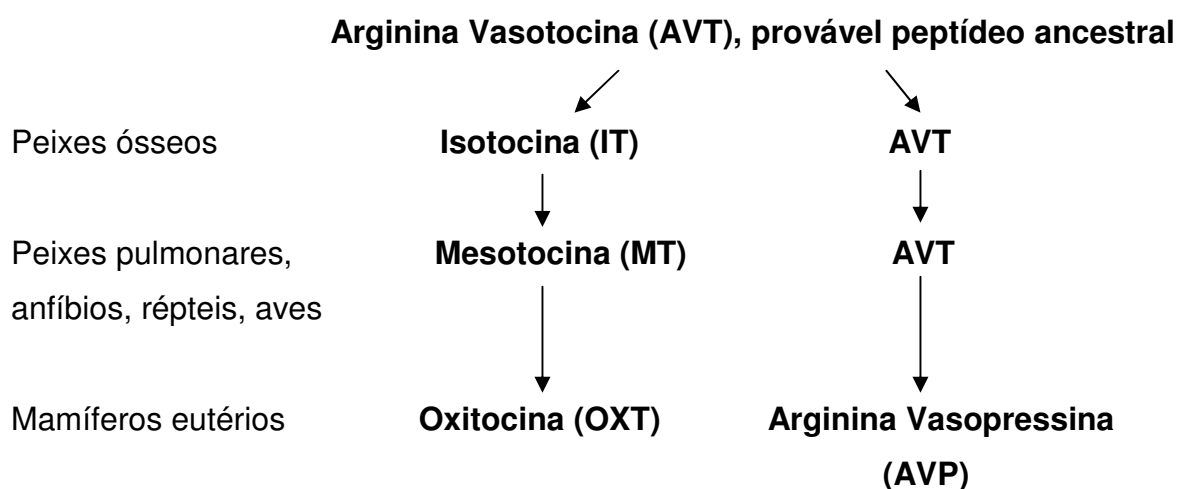 Arginina Vasotocina (AVT), provável peptídeo ancestral
Peixes ósseos Isotocina (IT) AVT
Peixes pulmonares, Mesotocina (MT) AVT
anfíbios, répteis, aves
Mamíferos eutérios Oxitocina (OXT) Arginina Vasopressina
(AVP)